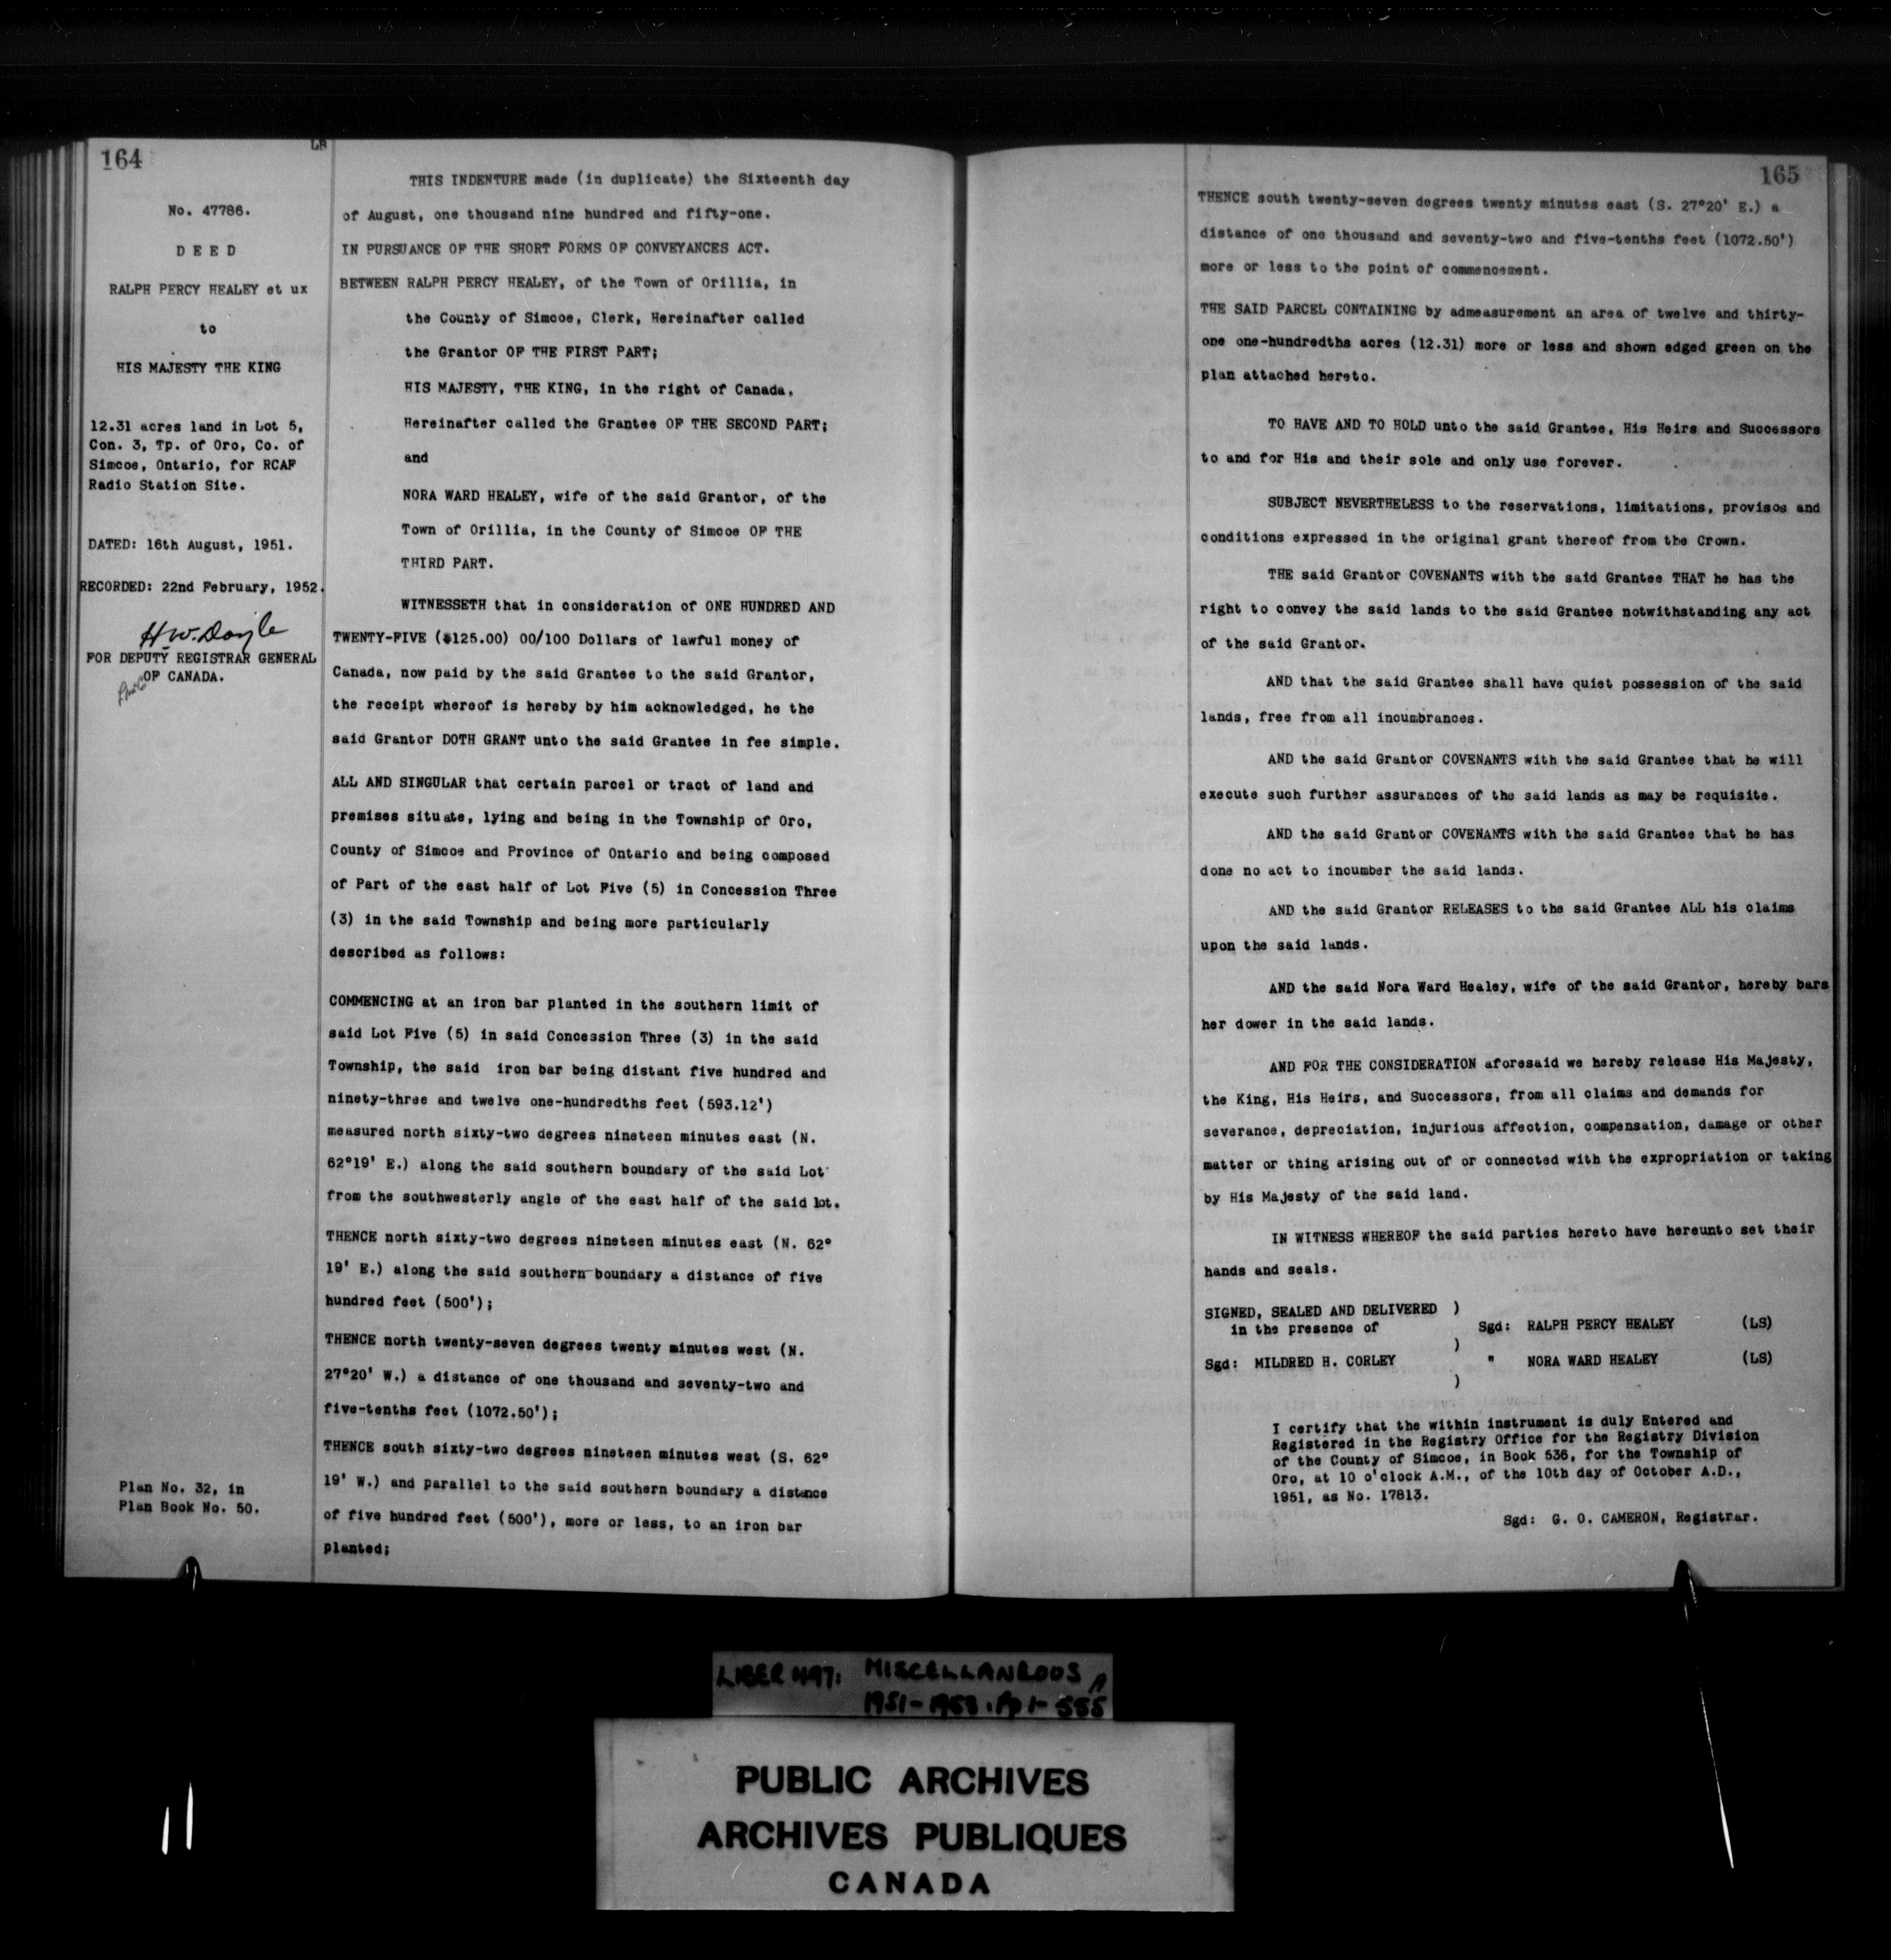 164
LB
No. 47786.
D E E D
RALPH PERCY HEALEY et ux
to
HIS MAJESTY THE KING
12.31 acres land in Lot 5,
Con. 3, Tp. of Oro, Co. of
Simcoe, Ontario, for RCAF
Radio Station Site.
DATED: 16th August, 1951.
RECORDED: 22nd February, 1952.
H.W. Doyle
FOR DEPUTY REGISTRAR GENERAL
OF CANADA.
Plan No. 32, in
Plan Book No. 50.
THIS INDENTURE made (in duplicate) the Sixteenth day
of August, one thousand nine hundred and fifty-one.
IN PURSUANCE OF THE SHORT FORMS OF CONVEYANCES ACT.
BETWEEN RALPH PERCY HEALEY, of the Town of Orillia, in
the County of Simcoe, Clerk, Hereinafter called
the Grantor OF THE FIRST PART;
HIS MAJESTY, THE KING, in the right of Canada,
Hereinafter called the Grantee OF THE SECOND PART;
and
NORA WARD HEALEY, wife of the said Grantor, of the
Town of Orillia, in the County of Simcoe OF THE
THIRD PART.
WITNESSETH that in consideration of ONE HUNDRED AND
TWENTY-FIVE ($125.00) 00/100 Dollars of lawful money of
Canada, now paid by the said Grantee to the said Grantor,
the receipt whereof is hereby by him acknowledged, he the
said Grantor DOTH GRANT unto the said Grantee in fee simple.
ALL AND SINGULAR that certain parcel or tract of land and
premises situate, lying and being in the Township of Oro,
County of Simcoe and Province of Ontario and being composed
of Part of the east half of Lot Five (5) in Concession Three
(3) in the said Township and being more particularly
described as follows:
COMMENCING at an iron bar planted in the southern limit of
said Lot Five (5) in said Concession Three (3) in the said
Township, the said iron bar being distant five hundred and
ninety-three and twelve one-hundredths feet (593.12')
measured north sixty-two degrees nineteen minutes east (N.
62°19' E.) along the said southern boundary of the said Lot
from the southwesterly angle of the east half of the said lot.
THENCE north sixty-two degrees nineteen minutes east (N. 62°
19' E.) along the said southern boundary a distance of five
hundred feet (500');
THENCE north twenty-seven degrees twenty minutes west (N.
27°20' W.) a distance of one thousand and seventy-two and
five-tenths feet (1072.50');
THENCE south sixty-two degrees nineteen minutes west (S. 62°
19' W.) and parallel to the said southern boundary a distance
of five hundred feet (500'), more or less, to an iron bar
planted;
165
THENCE south twenty-seven degrees twenty minutes east (S. 27°20' E.) a
distance of one thousand and seventy-two and five-tenths feet (1072.50')
more or less to the point of commencement.
THE SAID PARCEL CONTAINING by admeasurement an area of twelve and thirty-
one one-hundredths acres (12.31) more or less and shown edged green on the
plan attached hereto.
TO HAVE AND TO HOLD unto the said Grantee, His Heirs and Successors
to and for His and their sole and only use forever.
SUBJECT NEVERTHELESS to the reservations, limitations, provisos and
conditions expressed in the original grant thereof from the Crown.
THE said Grantor COVENANTS with the said Grantee THAT he has the
right to convey the said lands to the said Grantee notwithstanding any act
of the said Grantor.
AND that the said Grantee shall have quiet possession of the said
lands, free from all incumbrances.
AND the said Grantor COVENANTS with the said Grantee that he will
execute such further assurances of the said lands as may be requisite.
AND the said Grantor COVENANTS with the said Grantee that he has
done no act to incumber the said lands.
AND the said Grantor RELEASES to the said Grantee ALL his claims
upon the said lands.
AND the said Nora Ward Healey, wife of the said Grantor, hereby bars
her dower in the said lands.
AND FOR THE CONSIDERATION aforesaid we hereby release His Majesty,
the King, His Heirs, and Successors, from all claims and demands for
severance, depreciation, injurious affection, compensation, damage or other
matter or thing arising out of or connected with the expropriation or taking
by His Majesty of the said land.
IN WITNESS WHEREOF the said parties hereto have hereunto set their
hands and seals.
SIGNED, SEALED AND DELIVERED )
in the presence of Sgd: RALPH PERCY HEALEY (LS)
)
Sgd: MILDRED H. CORLEY " NORA WARD HEALEY (LS)
)
I certify that the within instrument is duly Entered and
Registered in the Registry Office for the Registry Division
of the County of Simcoe, in Book 536, for the Township of
Oro, at 10 o'clock A.M., of the 10th day of October A.D.,
1951, as No. 17813.
Sgd: G. O. CAMERON, Registrar.
LIBER 497: MISCELLANEOUS A
1951-1953. Pp 1-555
PUBLIC ARCHIVES
ARCHIVES PUBLIQUES
CANADA